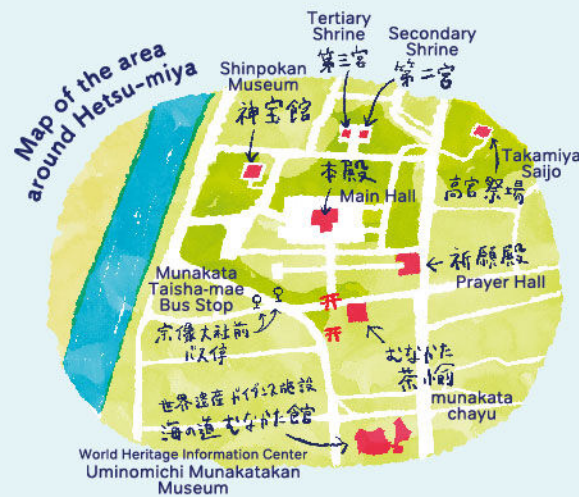 Map of the area
around Hetsu-miya
Tertiary
Shrine
第三宮
Secondary
Shrine
第二宮
Shinpokan
Museum
神宝館
Takamiya
Saijo
高宮祭場
本殿
Main Hall
祈願殿
Prayer Hall
Munakata
Taisha-mae
Bus Stop
宗像大社前
バス停
むなかた
munakata
chayu
世界遺産ガイダンス施設
海の道むなかた館
World Heritage Information Center
Uminomichi Munakatakan
Museum